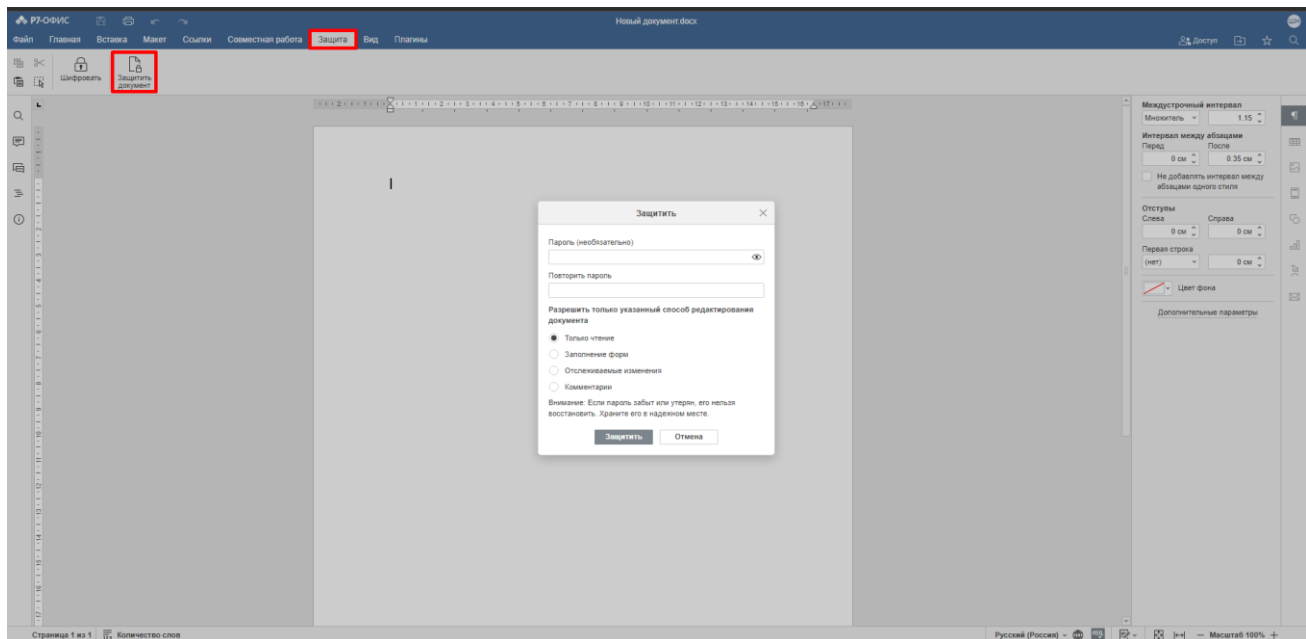 Р7-ОФИС
Новый документ.docx
Файл Главная Вставка Макет Ссылки Совместная работа Защита Вид Плагины
Доступ
Шифровать
Защитить
документ
Междустрочный интервал
Множитель 1.15
Интервал между абзацами
Перед После
0 см 0.35 см
Не добавлять интервал между
абзацами одного стиля
Отступы
Слева Справа
0 см 0 см
Первая строка
(нет) 0 см
Цвет фона
Дополнительные параметры
Защитить
Пароль (необязательно)
Повторить пароль
Разрешить только указанный способ редактирования
документа
Только чтение
Заполнение форм
Отслеживаемые изменения
Комментарии
Внимание: Если пароль забыт или утерян, его нельзя
восстановить. Храните его в надежном месте.
Защитить Отмена
Страница 1 из 1 Количество слов
Русский (Россия) Масштаб 100%